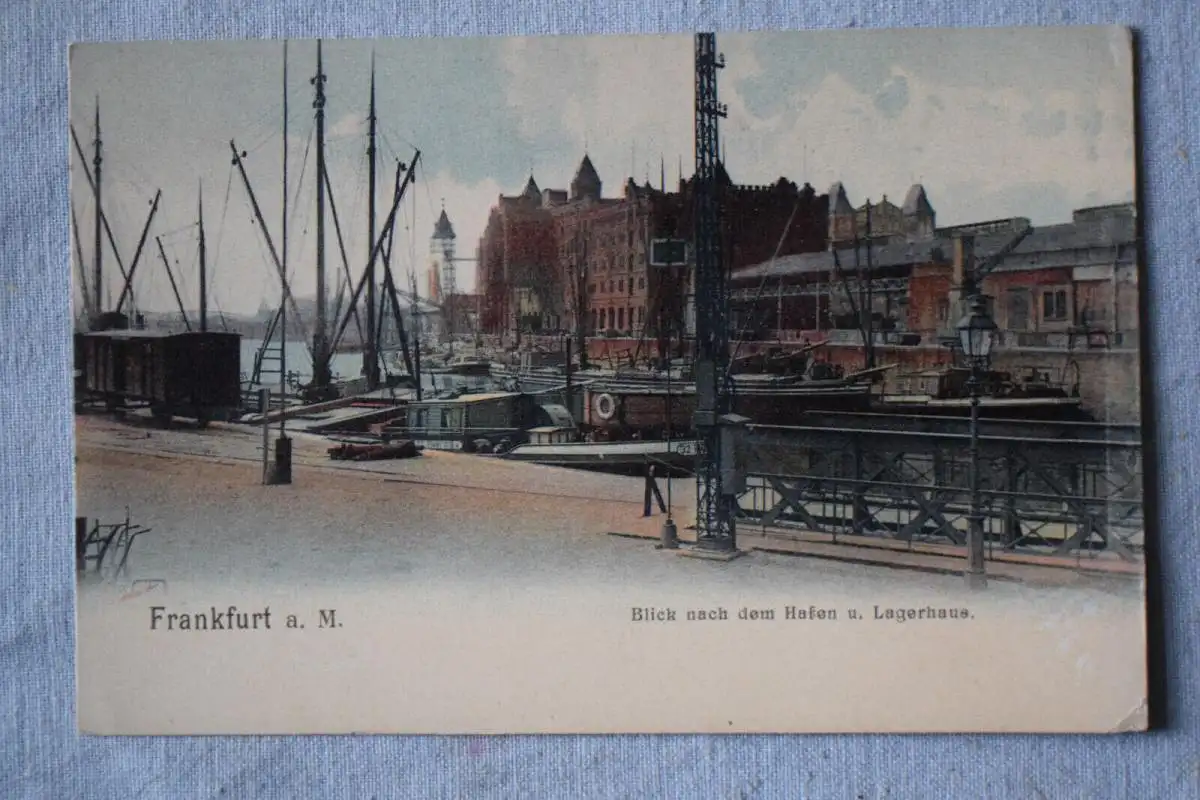 Frankfurt a. M.
Blick nach dem Hafen u. Lagerhaus.